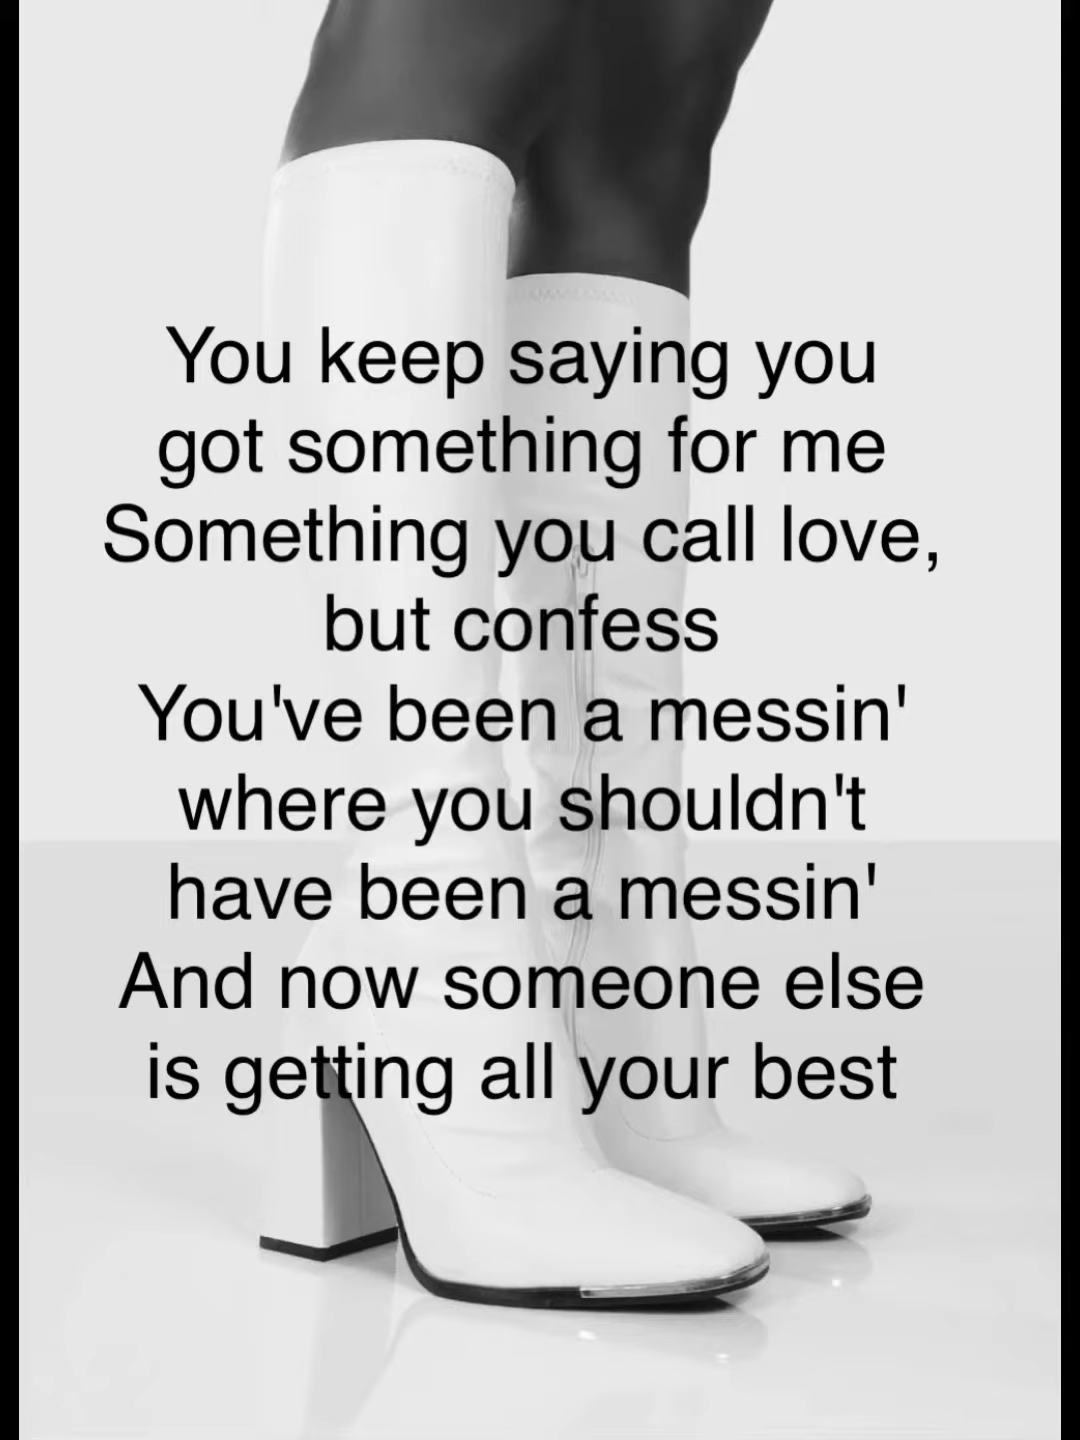 You keep saying you
got something for me
Something you call love,
but confess
You've been a messin'
where you shouldn't
have been a messin'
And now someone else
is getting all your best